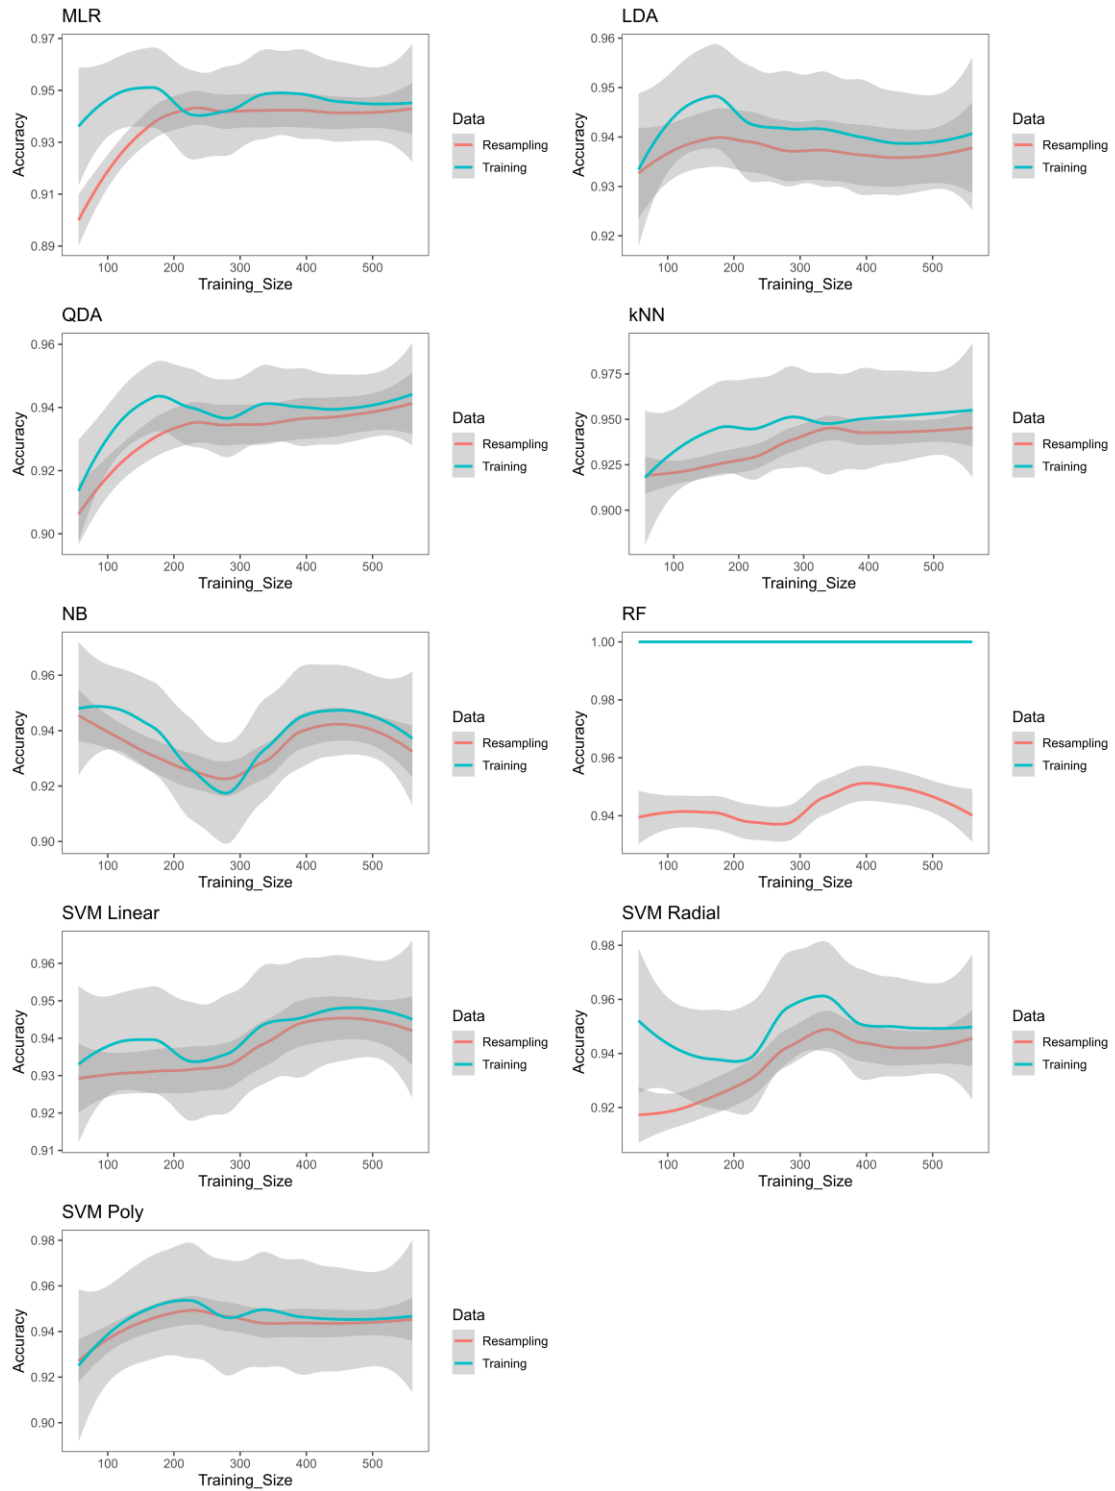 MLR
0.97
0.95
0.93
0.91
0.89
Accuracy
100 200 300 400 500
Training_Size
Data
Resampling
Training
LDA
0.96
0.95
0.94
0.93
0.92
Accuracy
100 200 300 400 500
Training_Size
Data
Resampling
Training
QDA
0.96
0.94
0.92
0.90
Accuracy
100 200 300 400 500
Training_Size
Data
Resampling
Training
kNN
0.975
0.950
0.925
0.900
Accuracy
100 200 300 400 500
Training_Size
Data
Resampling
Training
NB
0.96
0.94
0.92
0.90
Accuracy
100 200 300 400 500
Training_Size
Data
Resampling
Training
RF
1.00
0.98
0.96
0.94
Accuracy
100 200 300 400 500
Training_Size
Data
Resampling
Training
SVM Linear
0.96
0.95
0.94
0.93
0.92
0.91
Accuracy
100 200 300 400 500
Training_Size
Data
Resampling
Training
SVM Radial
0.98
0.96
0.94
0.92
Accuracy
100 200 300 400 500
Training_Size
Data
Resampling
Training
SVM Poly
0.98
0.96
0.94
0.92
0.90
Accuracy
100 200 300 400 500
Training_Size
Data
Resampling
Training